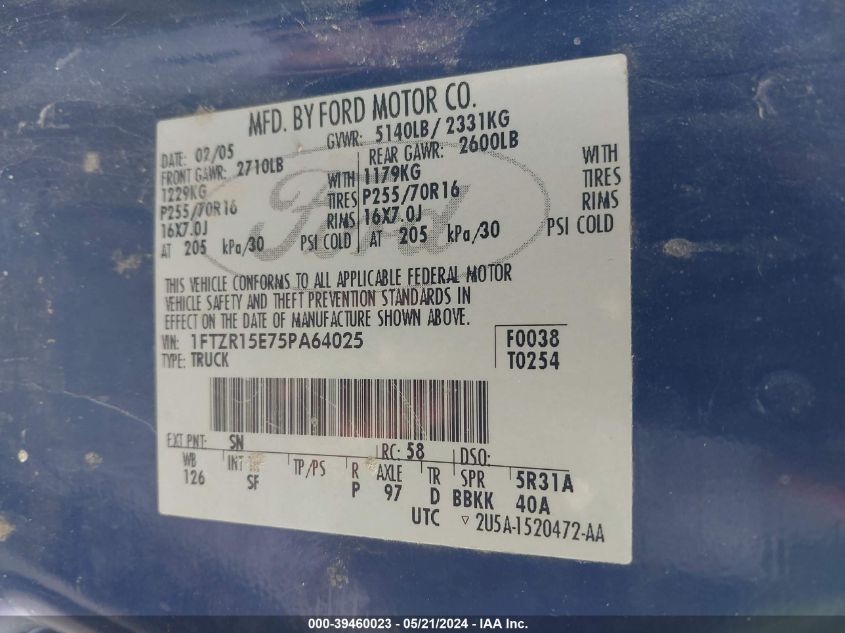 MFD. BY FORD MOTOR CO.
DATE: 02/05 GVWR: 5140LB/ 2331KG
FRONT GAWR: 2710LB REAR GAWR: 2600LB
1229KG WITH 1179KG WITH
P255/70R16 TIRES P255/70R16 TIRES
16X7.0J RIMS 16X7.0J RIMS
AT 205 kPa/30 PSI COLD AT 205 kPa/30 PSI COLD
Ford
THIS VEHICLE CONFORMS TO ALL APPLICABLE FEDERAL MOTOR
VEHICLE SAFETY AND THEFT PREVENTION STANDARDS IN
EFFECT ON THE DATE OF MANUFACTURE SHOWN ABOVE.
VIN: 1FTZR15E75PA64025 F0038
TYPE: TRUCK T0254
EXT PNT: SN RC: 58 DSO:
WB INT TP/PS R AXLE TR SPR 5R31A
126 SF P 97 D BBKK 40A
UTC ▽ 2U5A-1520472-AA
000-39460023 — 05/21/2024 — IAA Inc.